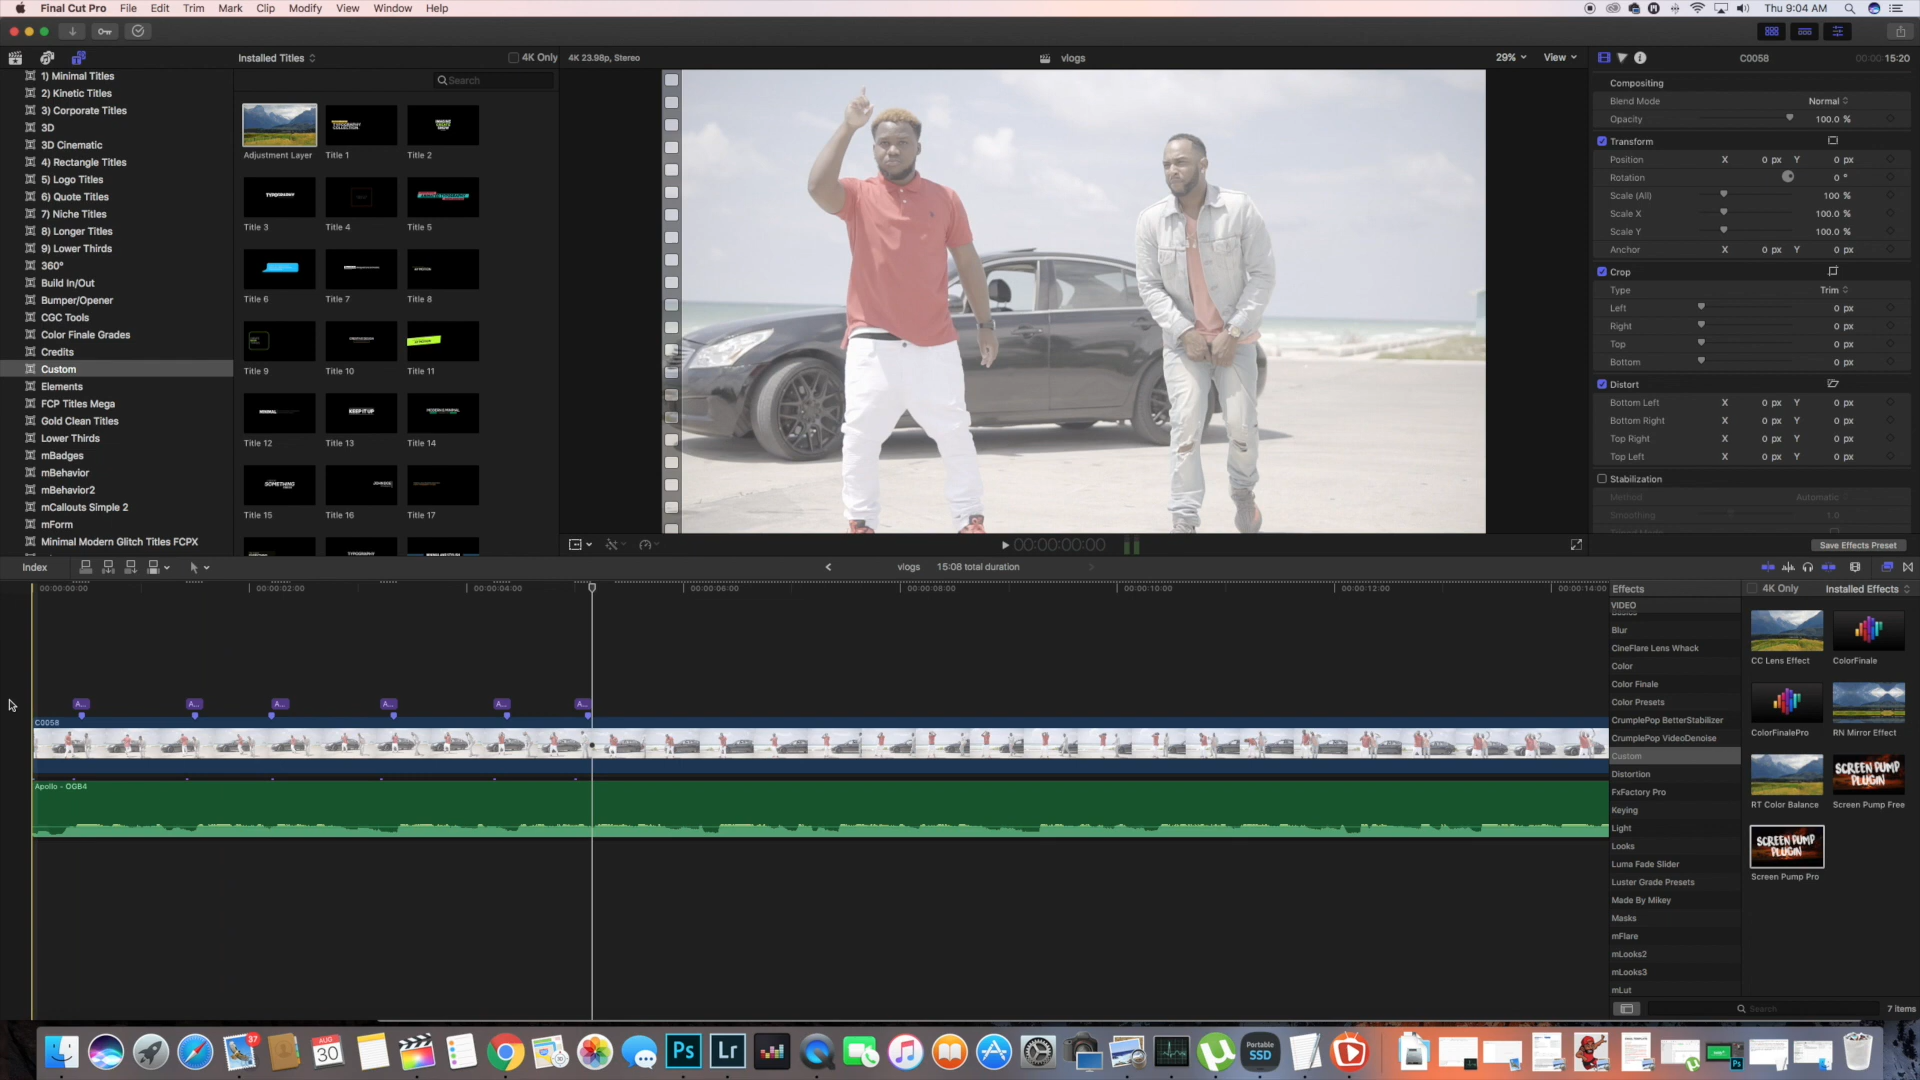 Final Cut Pro File Edit Trim Mark Clip Modify View Window Help
Thu 9:04 AM
Installed Titles
4K Only
4K 23.98p, Stereo
vlogs
29%
View
C0058
00:00:15:20
1) Minimal Titles
2) Kinetic Titles
3) Corporate Titles
3D
3D Cinematic
4) Rectangle Titles
5) Logo Titles
6) Quote Titles
7) Niche Titles
8) Longer Titles
9) Lower Thirds
360°
Build In/Out
Bumper/Opener
CGC Tools
Color Finale Grades
Credits
Custom
Elements
FCP Titles Mega
Gold Clean Titles
Lower Thirds
mBadges
mBehavior
mBehavior2
mCallouts Simple 2
mForm
Minimal Modern Glitch Titles FCPX
Search
Adjustment Layer
Title 1
Title 2
TYPOGRAPHY
Title 3
Title 4
Title 5
Title 6
Title 7
Title 8
Title 9
Title 10
Title 11
MINIMAL
KEEP IT UP
Title 12
Title 13
Title 14
SOMETHING
Title 15
Title 16
Title 17
Compositing
Blend Mode Normal
Opacity 100.0 %
Transform
Position X 0 px Y 0 px
Rotation 0 °
Scale (All) 100 %
Scale X 100.0 %
Scale Y 100.0 %
Anchor X 0 px Y 0 px
Crop
Type Trim
Left 0 px
Right 0 px
Top 0 px
Bottom 0 px
Distort
Bottom Left X 0 px Y 0 px
Bottom Right X 0 px Y 0 px
Top Right X 0 px Y 0 px
Top Left X 0 px Y 0 px
Stabilization
Method Automatic
Smoothing 1.0
Save Effects Preset
00:00:00:00
Index
vlogs 15:08 total duration
00:00:00:00 00:00:02:00 00:00:04:00 00:00:06:00 00:00:08:00 00:00:10:00 00:00:12:00 00:00:14:00
A... A... A... A... A... A...
C0058
Apollo - OGB4
Effects
4K Only
Installed Effects
VIDEO
Basics
Blur
CineFlare Lens Whack
Color
Color Finale
Color Presets
CrumplePop BetterStabilizer
CrumplePop VideoDenoise
Custom
Distortion
FxFactory Pro
Keying
Light
Looks
Luma Fade Slider
Luster Grade Presets
Made By Mikey
Masks
mFlare
mLooks2
mLooks3
mLut
CC Lens Effect
ColorFinale
ColorFinalePro
RN Mirror Effect
SCREEN PUMP
PLUGIN
RT Color Balance
Screen Pump Free
SCREEN PUMP
PLUGIN
Screen Pump Pro
Search
7 items
37
AUG
30
Ps
Lr
Portable
SSD